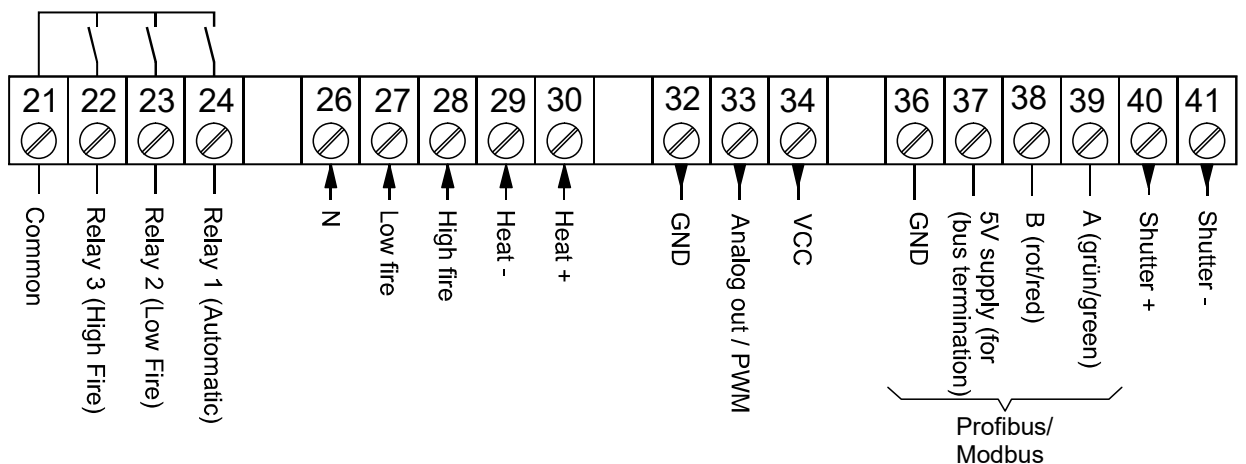 21 22 23 24 26 27 28 29 30 32 33 34 36 37 38 39 40 41
Common
Relay 3 (High Fire)
Relay 2 (Low Fire)
Relay 1 (Automatic)
N
Low fire
High fire
Heat -
Heat +
GND
Analog out / PWM
VCC
GND
5V supply (for
bus termination)
B (rot/red)
A (grün/green)
Shutter +
Shutter -
Profibus/
Modbus